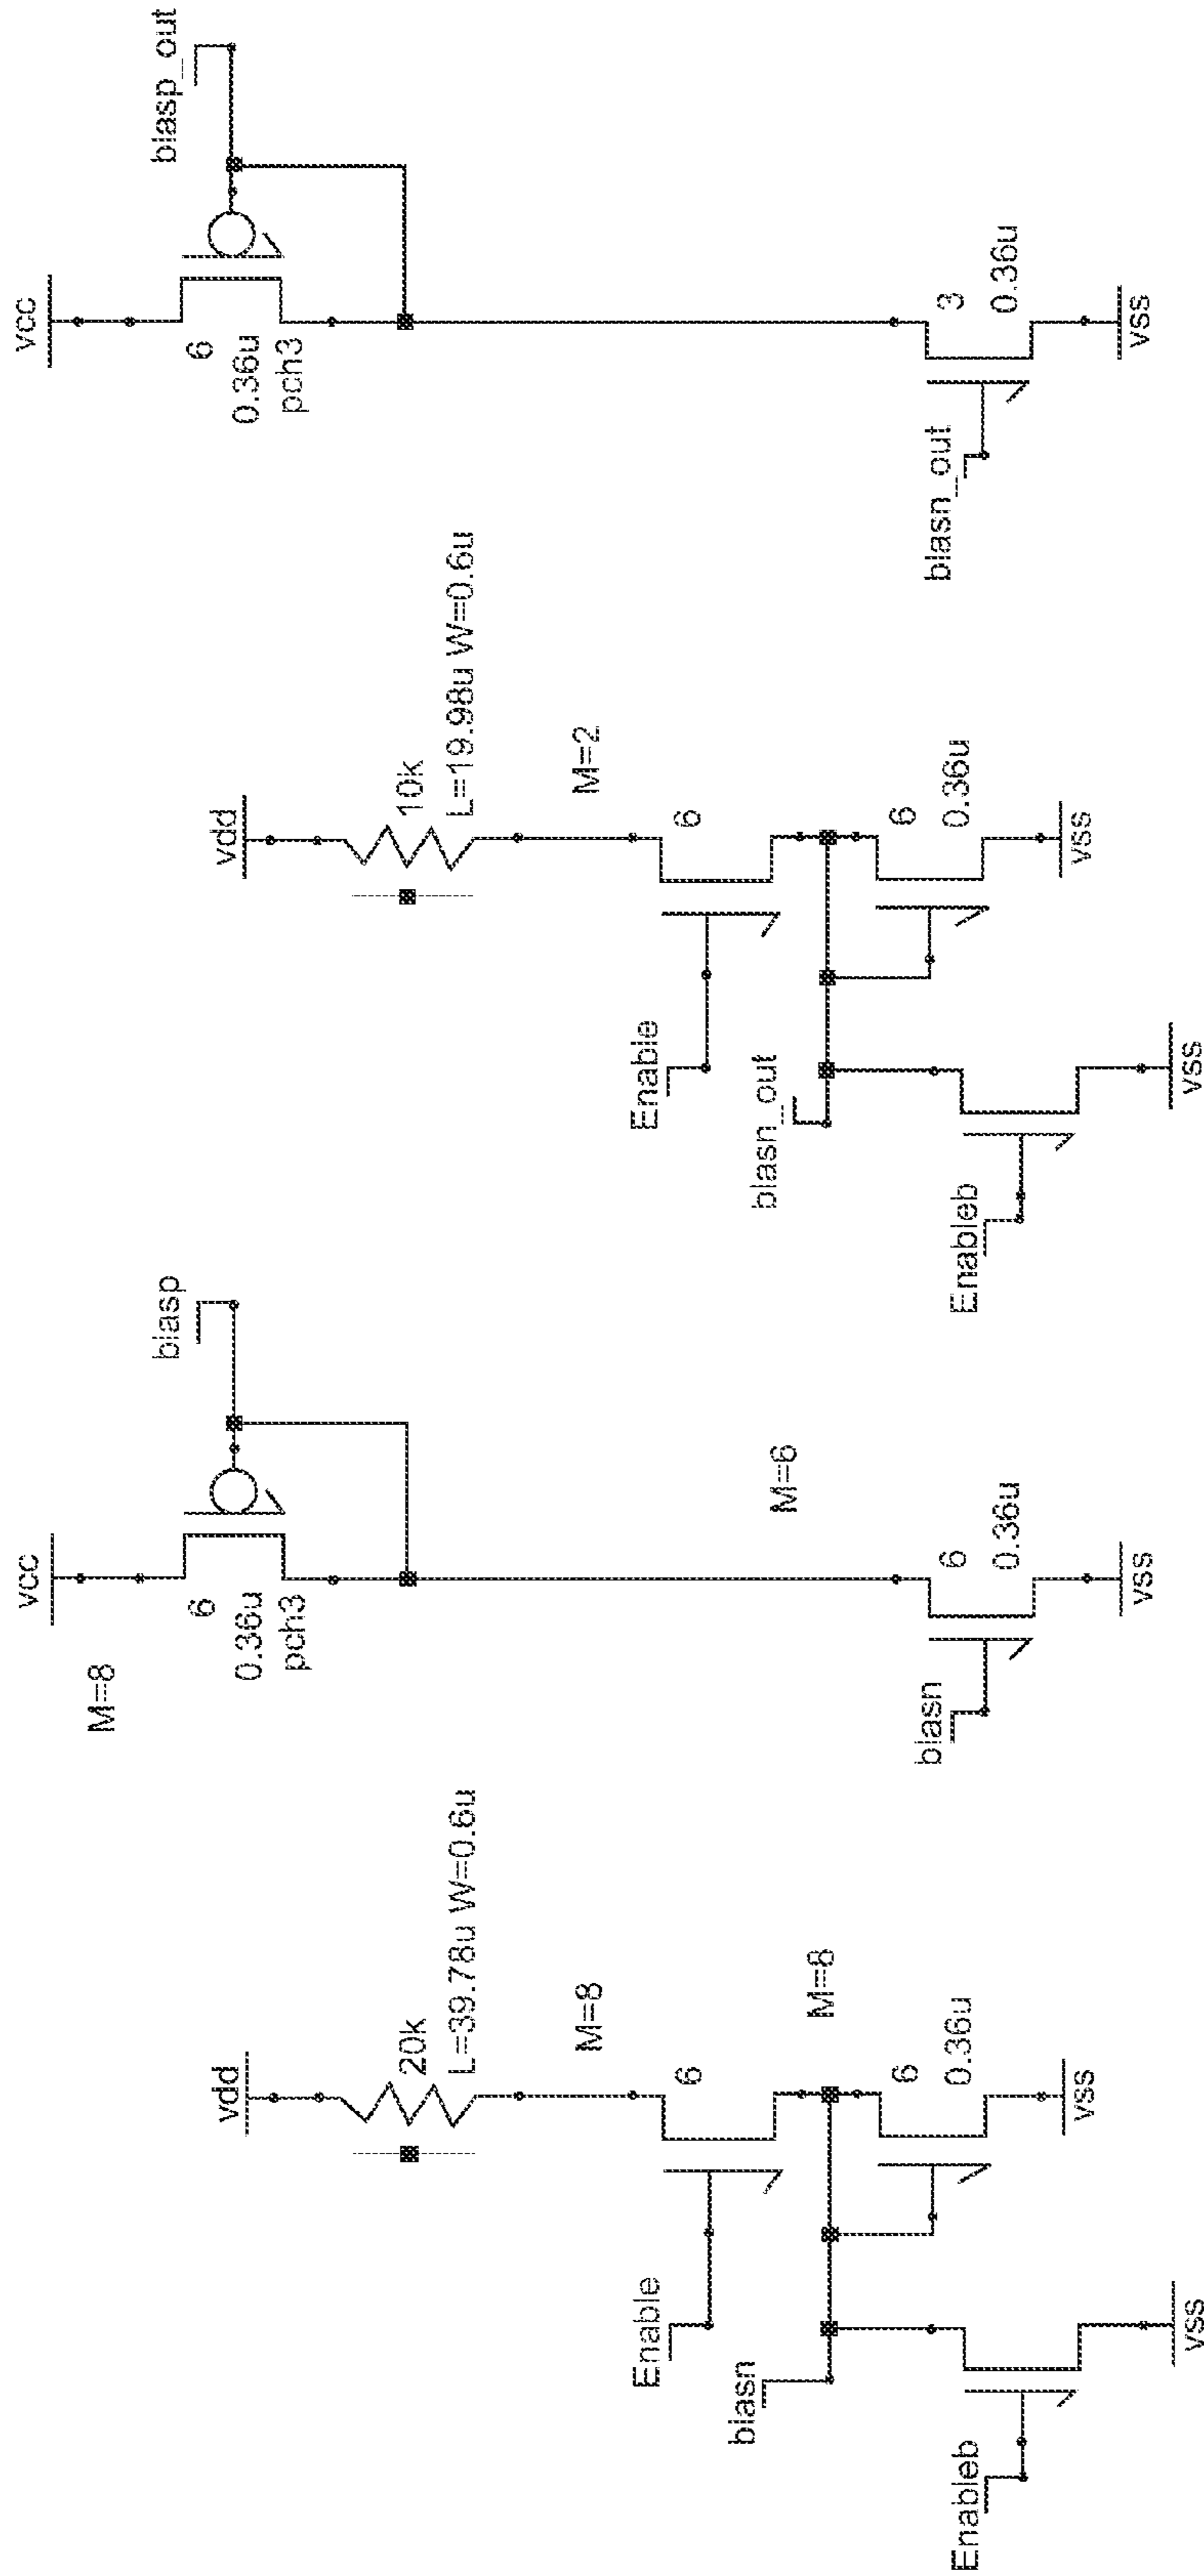 vdd
20k
L=39.78u W=0.6u
M=8
Enable
6
M=8
biasn
6
0.36u
vss
Enableb
vss
M=8
vcc
6
0.36u
pch3
biasp
M=6
biasn
6
0.36u
vss
vdd
10k
L=19.98u W=0.6u
M=2
Enable
6
biasn_out
6
0.36u
vss
Enableb
vss
vcc
6
0.36u
pch3
biasp_out
biasn_out
3
0.36u
vss